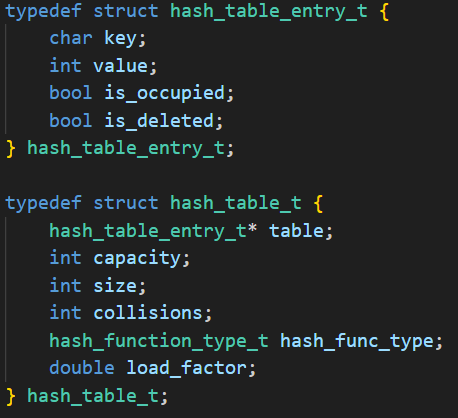 typedef struct hash_table_entry_t {
    char key;
    int value;
    bool is_occupied;
    bool is_deleted;
} hash_table_entry_t;

typedef struct hash_table_t {
    hash_table_entry_t* table;
    int capacity;
    int size;
    int collisions;
    hash_function_type_t hash_func_type;
    double load_factor;
} hash_table_t;